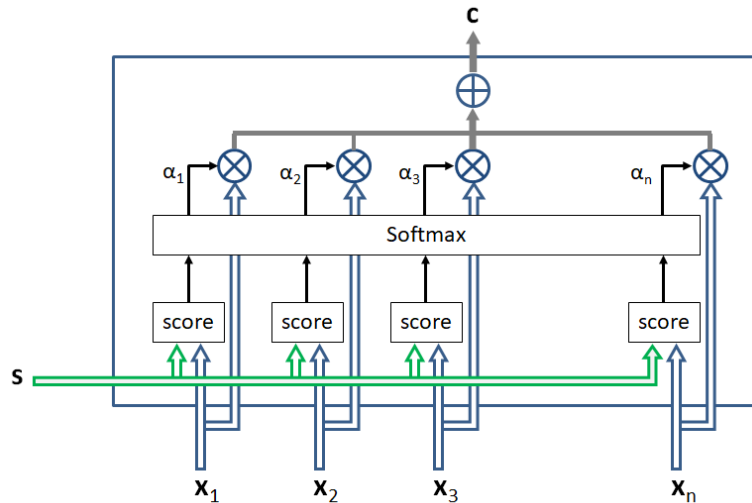 C
α1 α2 α3 αn
Softmax
score score score score
S
X1 X2 X3 Xn